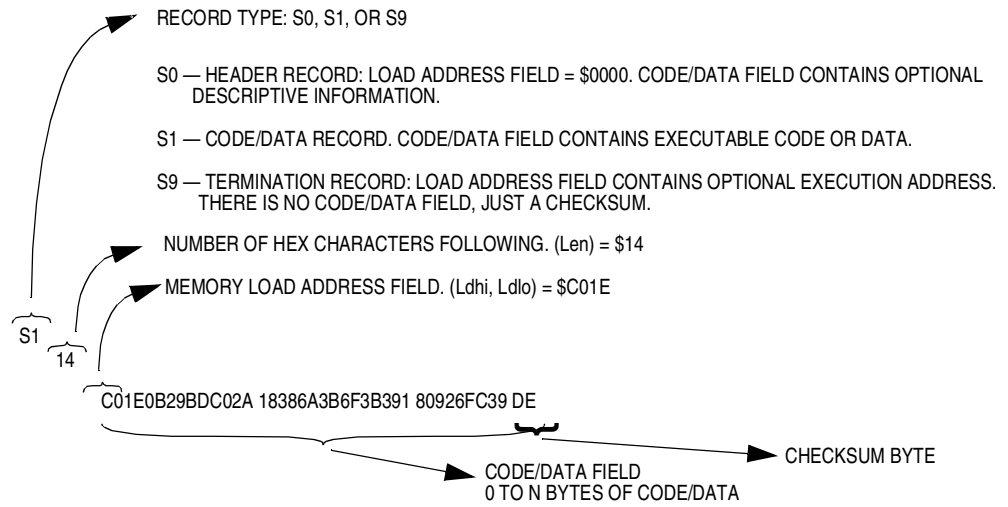 RECORD TYPE: S0, S1, OR S9
S0 — HEADER RECORD: LOAD ADDRESS FIELD = $0000. CODE/DATA FIELD CONTAINS OPTIONAL
DESCRIPTIVE INFORMATION.
S1 — CODE/DATA RECORD. CODE/DATA FIELD CONTAINS EXECUTABLE CODE OR DATA.
S9 — TERMINATION RECORD: LOAD ADDRESS FIELD CONTAINS OPTIONAL EXECUTION ADDRESS.
THERE IS NO CODE/DATA FIELD, JUST A CHECKSUM.
NUMBER OF HEX CHARACTERS FOLLOWING. (Len) = $14
MEMORY LOAD ADDRESS FIELD. (Ldhi, Ldlo) = $C01E
S1
14
C01E0B29BDC02A 18386A3B6F3B391 80926FC39 DE
CHECKSUM BYTE
CODE/DATA FIELD
0 TO N BYTES OF CODE/DATA